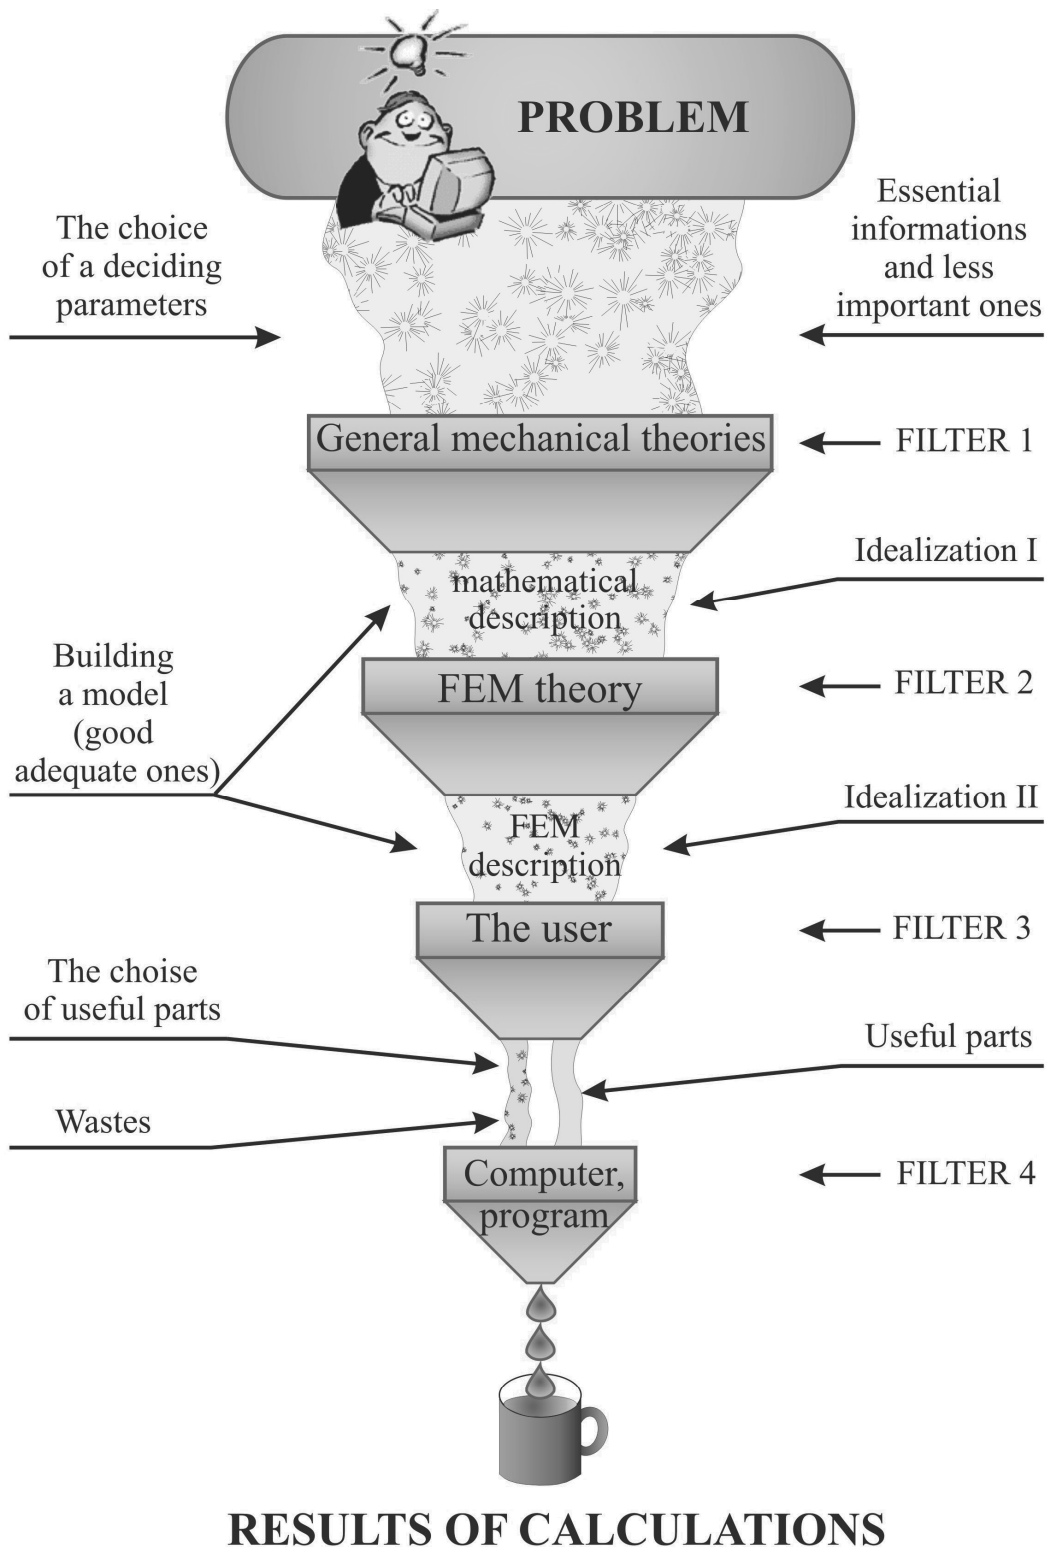 PROBLEM
The choice
of a deciding
parameters
Essential
informations
and less
important ones
General mechanical theories
FILTER 1
Idealization I
mathematical
description
Building
a model
(good
adequate ones)
FEM theory
FILTER 2
Idealization II
FEM
description
The user
FILTER 3
The choise
of useful parts
Useful parts
Wastes
Computer,
program
FILTER 4
RESULTS OF CALCULATIONS